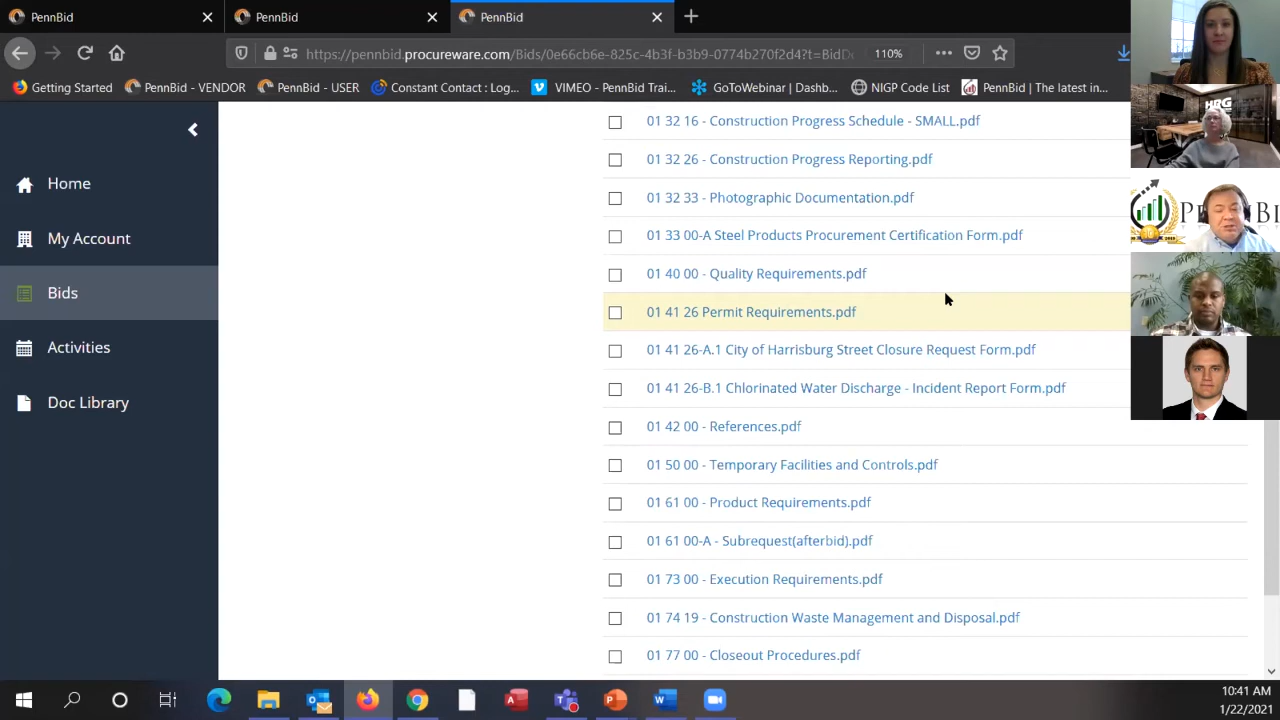 PennBid
PennBid
PennBid
https://pennbid.procureware.com/Bids/0e66cb6e-825c-4b3f-b3b9-0774b270f2d4?t=BidD
110%
Getting Started
PennBid - VENDOR
PennBid - USER
Constant Contact : Log...
VIMEO - PennBid Trai...
GoToWebinar | Dashb...
NIGP Code List
PennBid | The latest in...
HRG
PENNBI
Home
My Account
Bids
Activities
Doc Library
01 32 16 - Construction Progress Schedule - SMALL.pdf
01 32 26 - Construction Progress Reporting.pdf
01 32 33 - Photographic Documentation.pdf
01 33 00-A Steel Products Procurement Certification Form.pdf
01 40 00 - Quality Requirements.pdf
01 41 26 Permit Requirements.pdf
01 41 26-A.1 City of Harrisburg Street Closure Request Form.pdf
01 41 26-B.1 Chlorinated Water Discharge - Incident Report Form.pdf
01 42 00 - References.pdf
01 50 00 - Temporary Facilities and Controls.pdf
01 61 00 - Product Requirements.pdf
01 61 00-A - Subrequest(afterbid).pdf
01 73 00 - Execution Requirements.pdf
01 74 19 - Construction Waste Management and Disposal.pdf
01 77 00 - Closeout Procedures.pdf
10:41 AM
1/22/2021